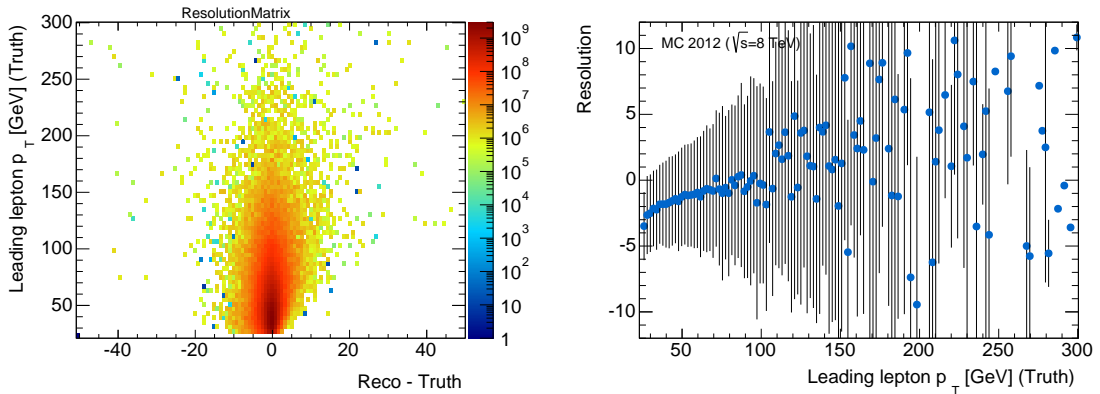 ResolutionMatrix
Leading lepton p_T [GeV] (Truth)
300
250
200
150
100
50
-40 -20 0 20 40
Reco - Truth
10^9
10^8
10^7
10^6
10^5
10^4
10^3
10^2
10
1
MC 2012 (√s=8 TeV)
Resolution
10
5
0
-5
-10
50 100 150 200 250 300
Leading lepton p_T [GeV] (Truth)